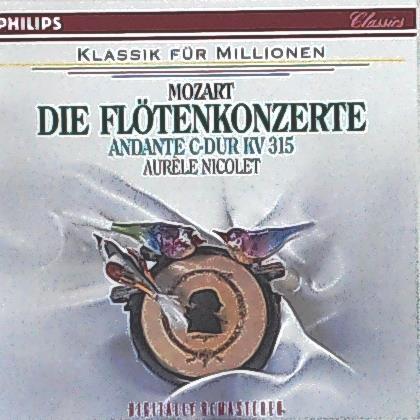 PHILIPS
Classics
KLASSIK FÜR MILLIONEN
MOZART
DIE FLÖTENKONZERTE
ANDANTE C-DUR KV 315
AURÈLE NICOLET
DIGITALLY REMASTERED